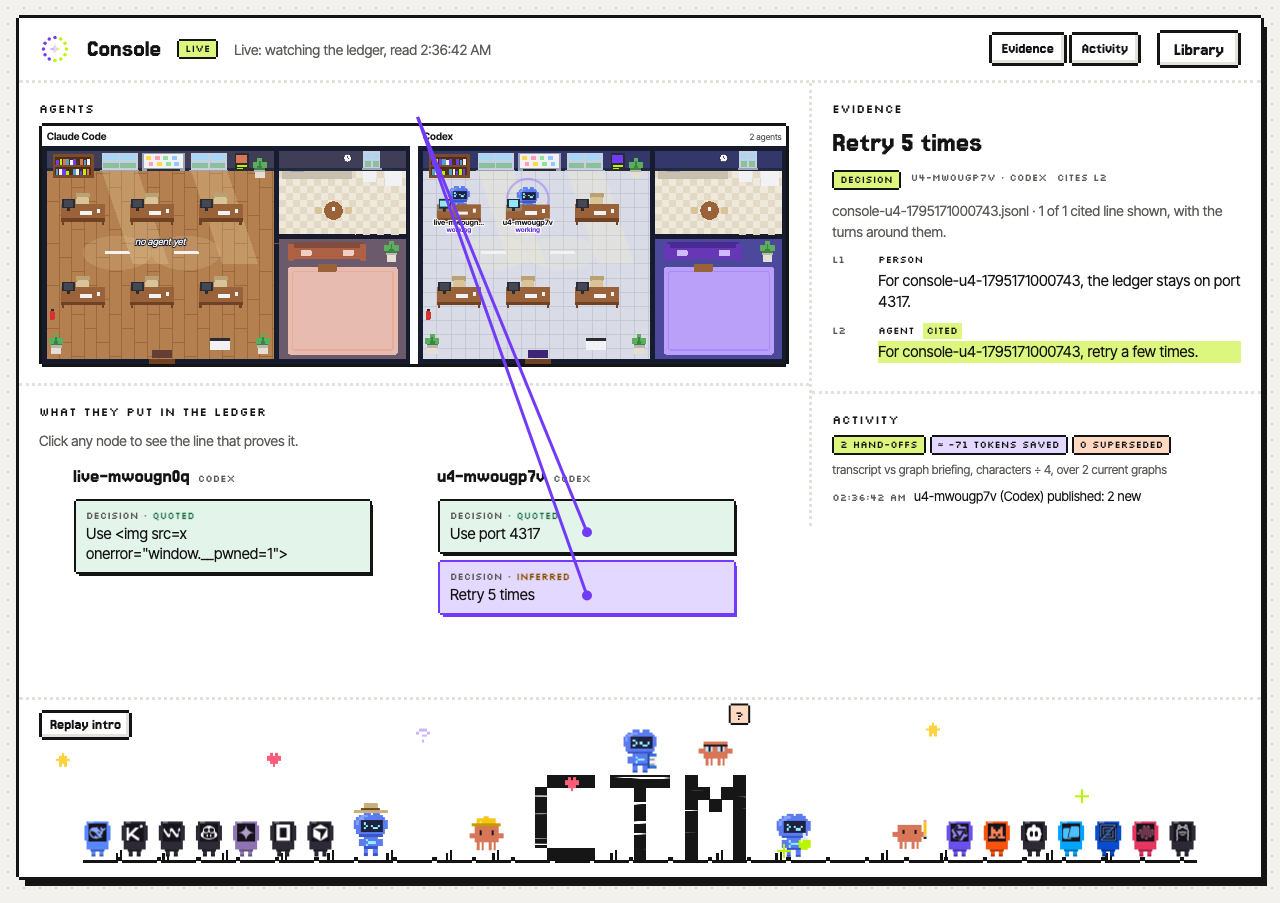 Console
LIVE
Live: watching the ledger, read 2:36:42 AM
Evidence
Activity
Library
AGENTS
Claude Code
no agent yet
Codex
2 agents
live-mwougn...
working
u4-mwougp7v
working
WHAT THEY PUT IN THE LEDGER
Click any node to see the line that proves it.
live-mwougn0q CODEX
DECISION · QUOTED
Use <img src=x
onerror="window.__pwned=1">
u4-mwougp7v CODEX
DECISION · QUOTED
Use port 4317
DECISION · INFERRED
Retry 5 times
EVIDENCE
Retry 5 times
DECISION
U4-MWOUGP7V · CODEX CITES L2
console-u4-1795171000743.jsonl · 1 of 1 cited line shown, with the
turns around them.
L1 PERSON
For console-u4-1795171000743, the ledger stays on port
4317.
L2 AGENT CITED
For console-u4-1795171000743, retry a few times.
ACTIVITY
2 HAND-OFFS
≈ -71 TOKENS SAVED
0 SUPERSEDED
transcript vs graph briefing, characters ÷ 4, over 2 current graphs
02:36:42 AM u4-mwougp7v (Codex) published: 2 new
Replay intro
?
?
CTM